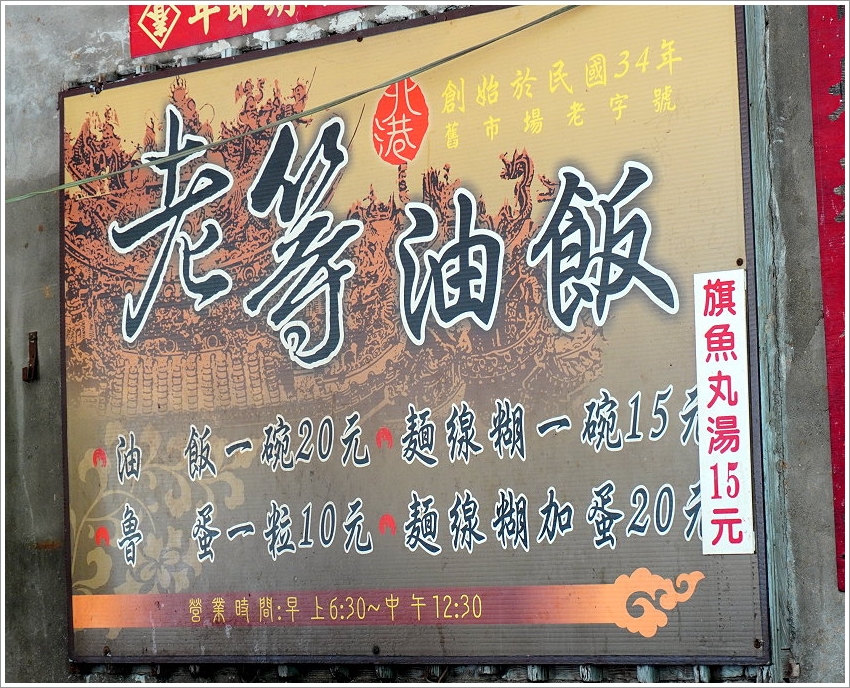 北港
創始於民國34年
舊市場老字號
老等油飯
油飯一碗20元
麵線糊一碗15元
魯蛋一粒10元
麵線糊加蛋20元
旗魚丸湯15元
營業時間:早上6:30~中午12:30